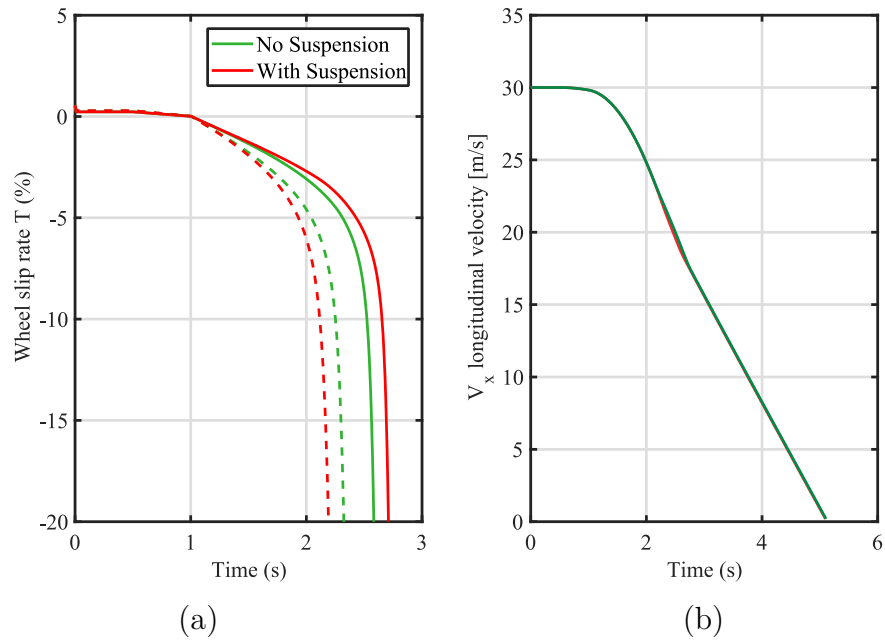 5
0
-5
-10
-15
-20
0
1
2
3
Wheel slip rate T (%)
Time (s)
No Suspension
With Suspension
(a)
35
30
25
20
15
10
5
0
0
2
4
6
V_x longitudinal velocity [m/s]
Time (s)
(b)